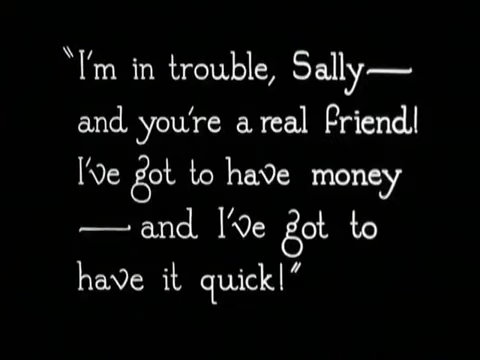 "I'm in trouble, Sally—
and you're a real friend!
I've got to have money
— and I've got to
have it quick!"